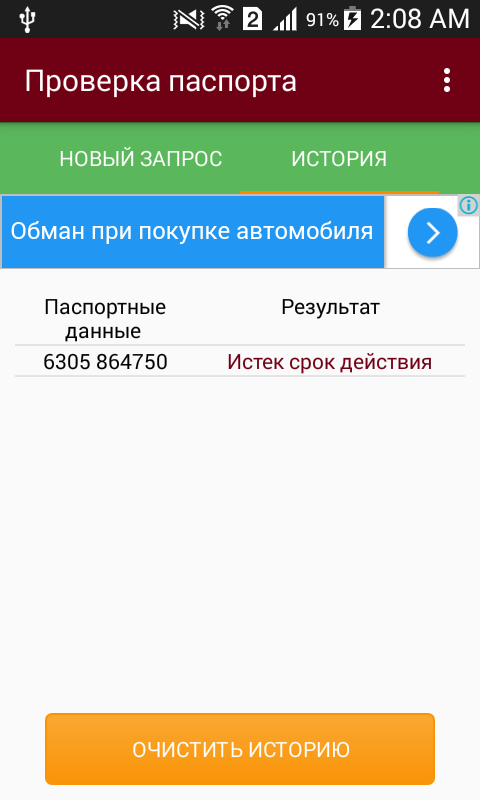 2 91% 2:08 AM
Проверка паспорта
НОВЫЙ ЗАПРОС ИСТОРИЯ
Обман при покупке автомобиля
Паспортные
данные
Результат
6305 864750 Истек срок действия
ОЧИСТИТЬ ИСТОРИЮ